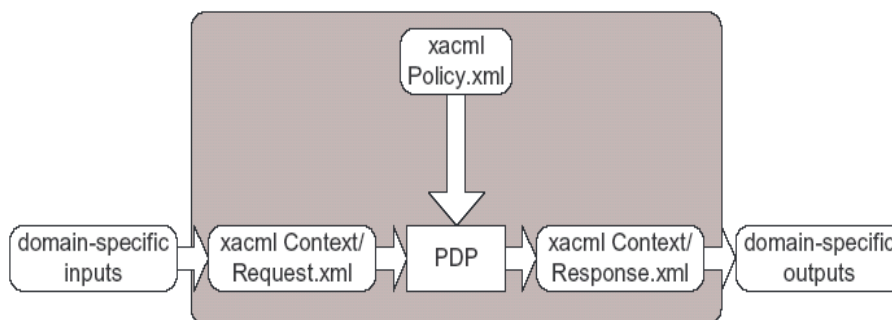 xacml
Policy.xml
domain-specific
inputs
xacml Context/
Request.xml
PDP
xacml Context/
Response.xml
domain-specific
outputs